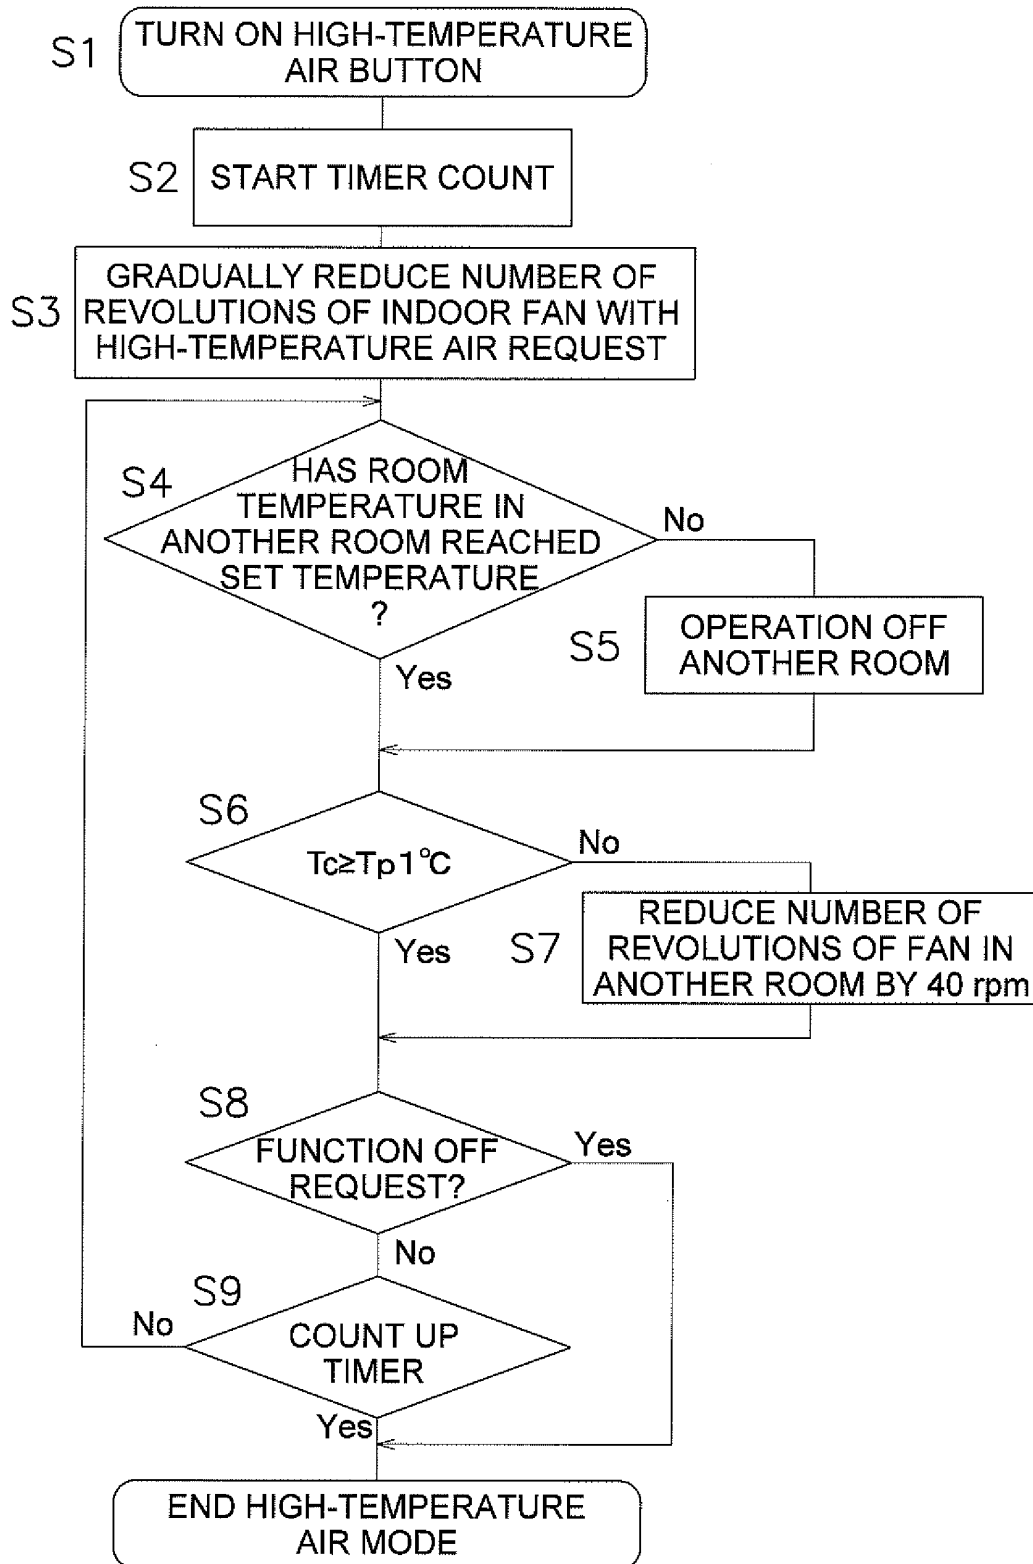 S1
TURN ON HIGH-TEMPERATURE
AIR BUTTON
S2
START TIMER COUNT
S3
GRADUALLY REDUCE NUMBER OF
REVOLUTIONS OF INDOOR FAN WITH
HIGH-TEMPERATURE AIR REQUEST
S4
HAS ROOM
TEMPERATURE IN
ANOTHER ROOM REACHED
SET TEMPERATURE
?
No
Yes
S5
OPERATION OFF
ANOTHER ROOM
S6
Tc≥Tp1°C
No
Yes
S7
REDUCE NUMBER OF
REVOLUTIONS OF FAN IN
ANOTHER ROOM BY 40 rpm
S8
FUNCTION OFF
REQUEST?
Yes
No
S9
COUNT UP
TIMER
No
Yes
END HIGH-TEMPERATURE
AIR MODE